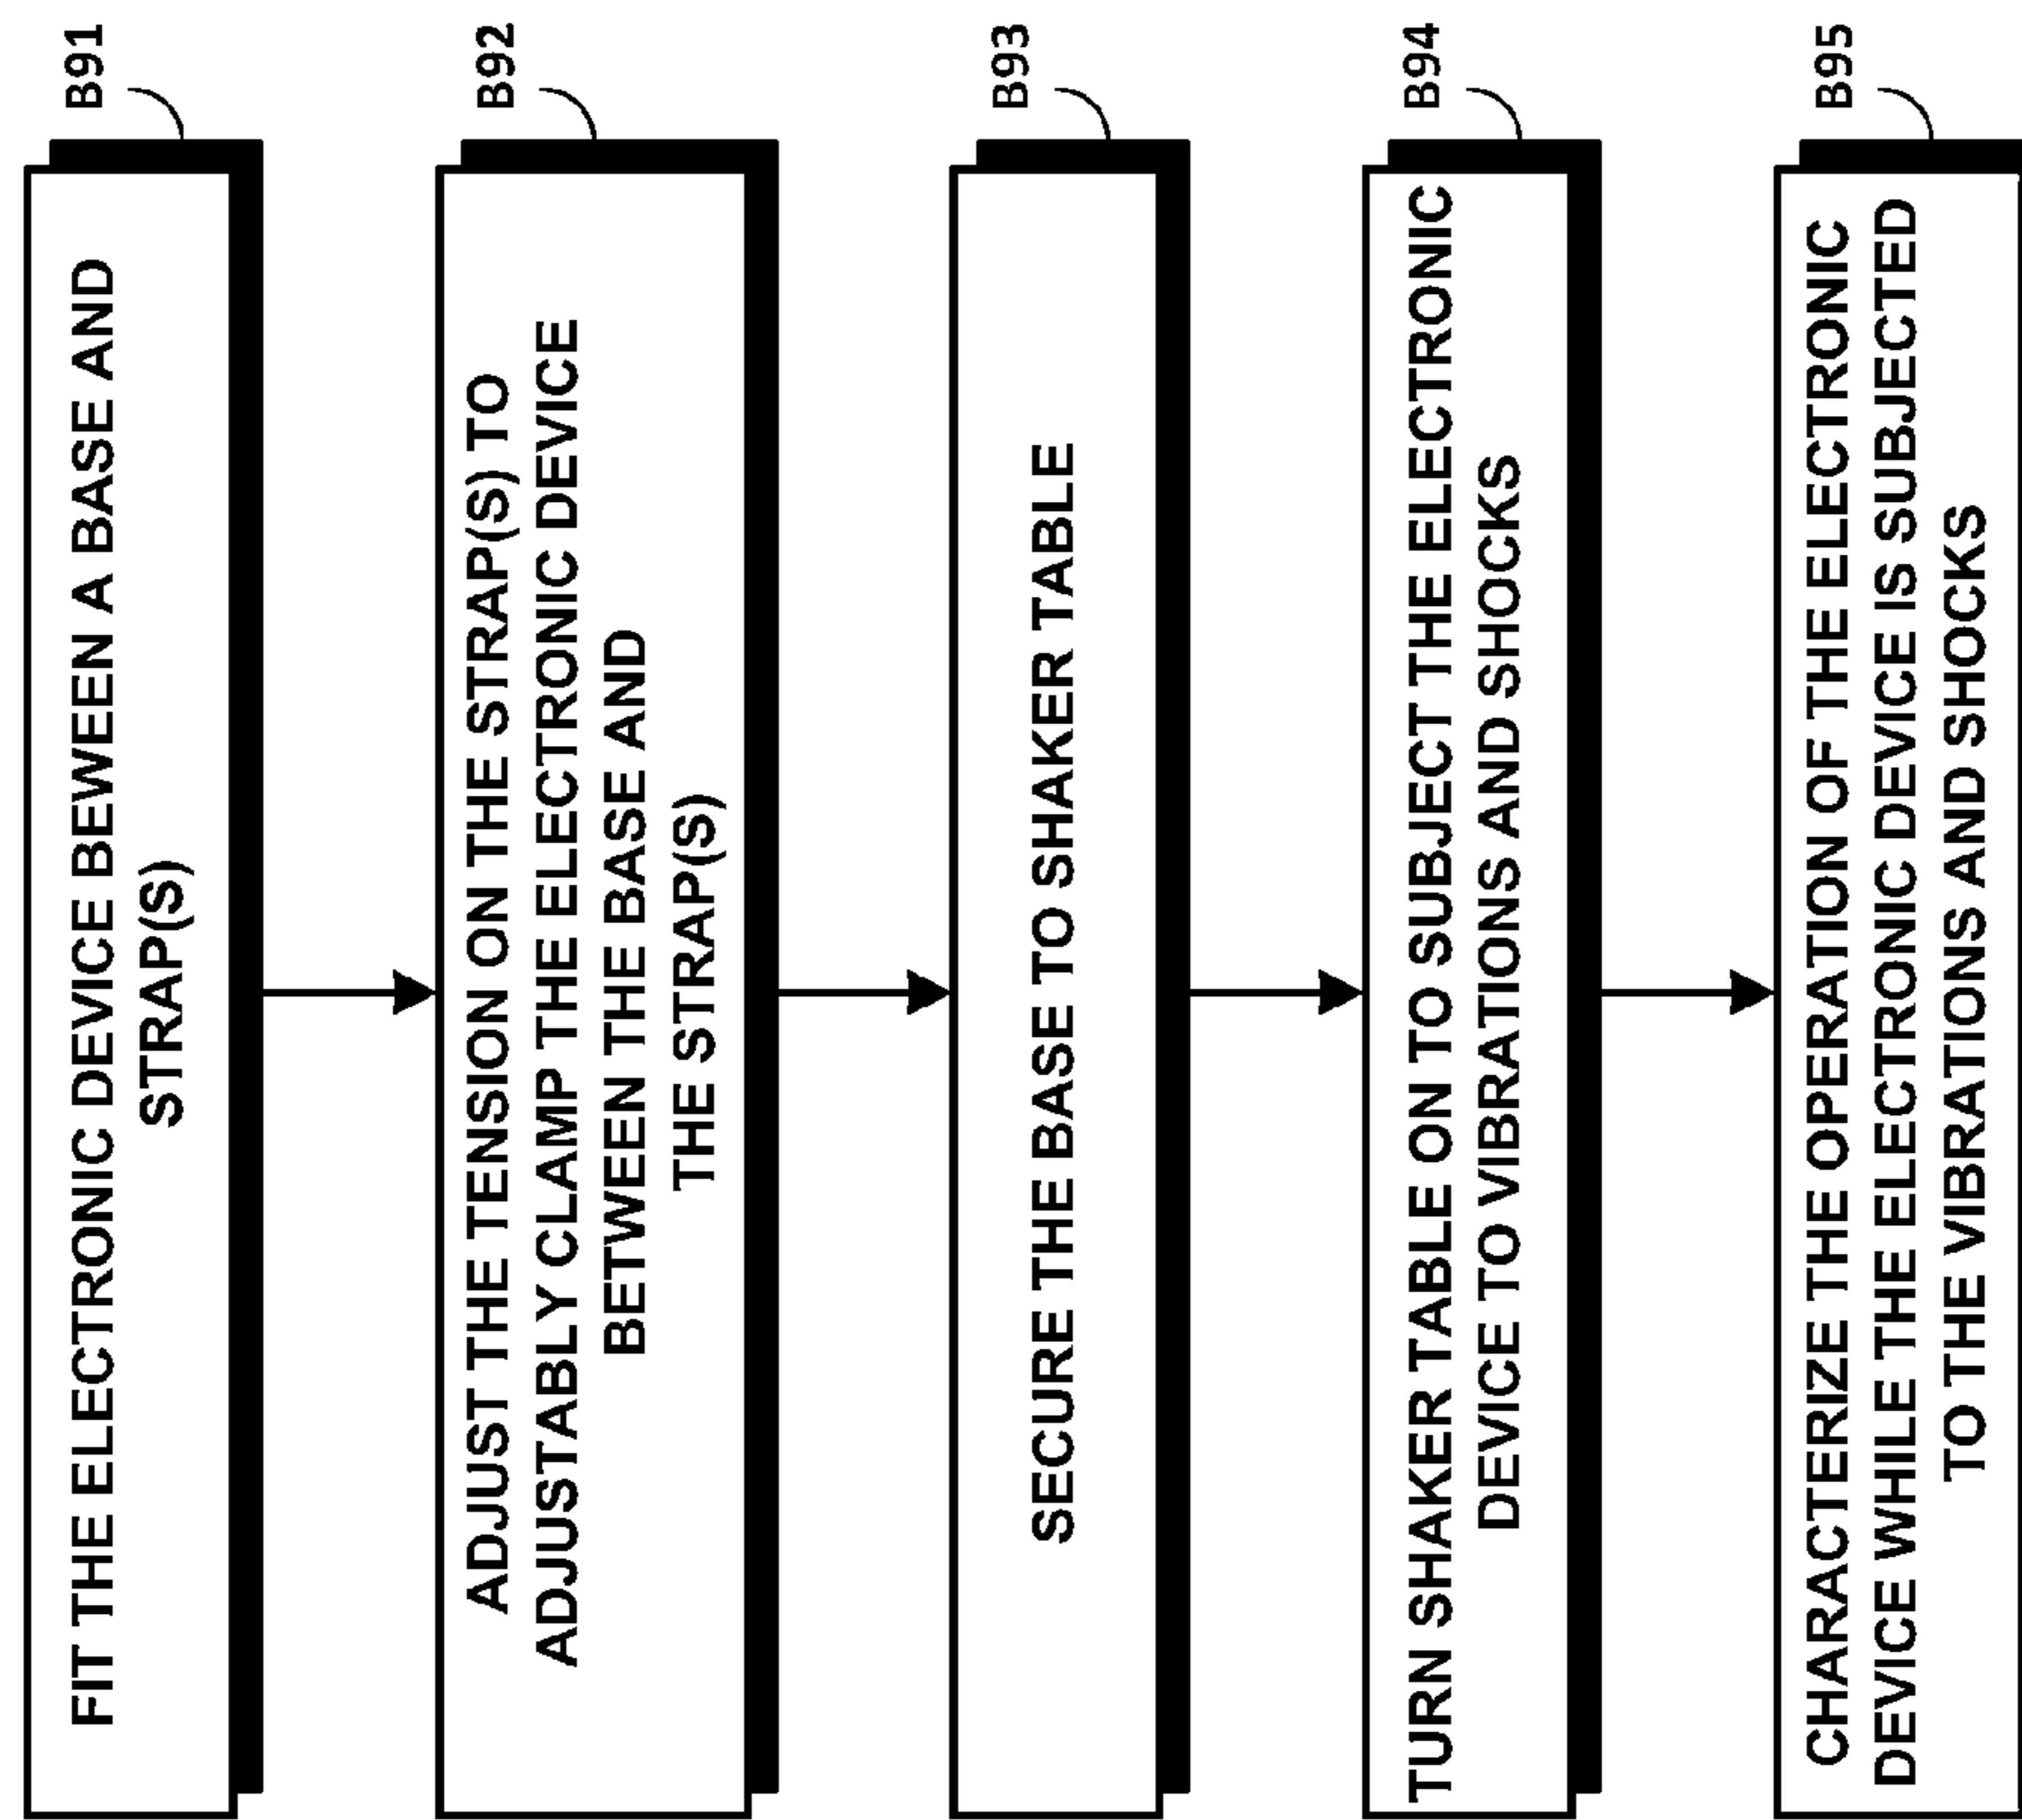 B91
FIT THE ELECTRONIC DEVICE BEWEEN A BASE AND
STRAP(S)
B92
ADJUST THE TENSION ON THE STRAP(S) TO
ADJUSTABLY CLAMP THE ELECTRONIC DEVICE
BETWEEN THE BASE AND
THE STRAP(S)
B93
SECURE THE BASE TO SHAKER TABLE
B94
TURN SHAKER TABLE ON TO SUBJECT THE ELECTRONIC
DEVICE TO VIBRATIONS AND SHOCKS
B95
CHARACTERIZE THE OPERATION OF THE ELECTRONIC
DEVICE WHILE THE ELECTRONIC DEVICE IS SUBJECTED
TO THE VIBRATIONS AND SHOCKS